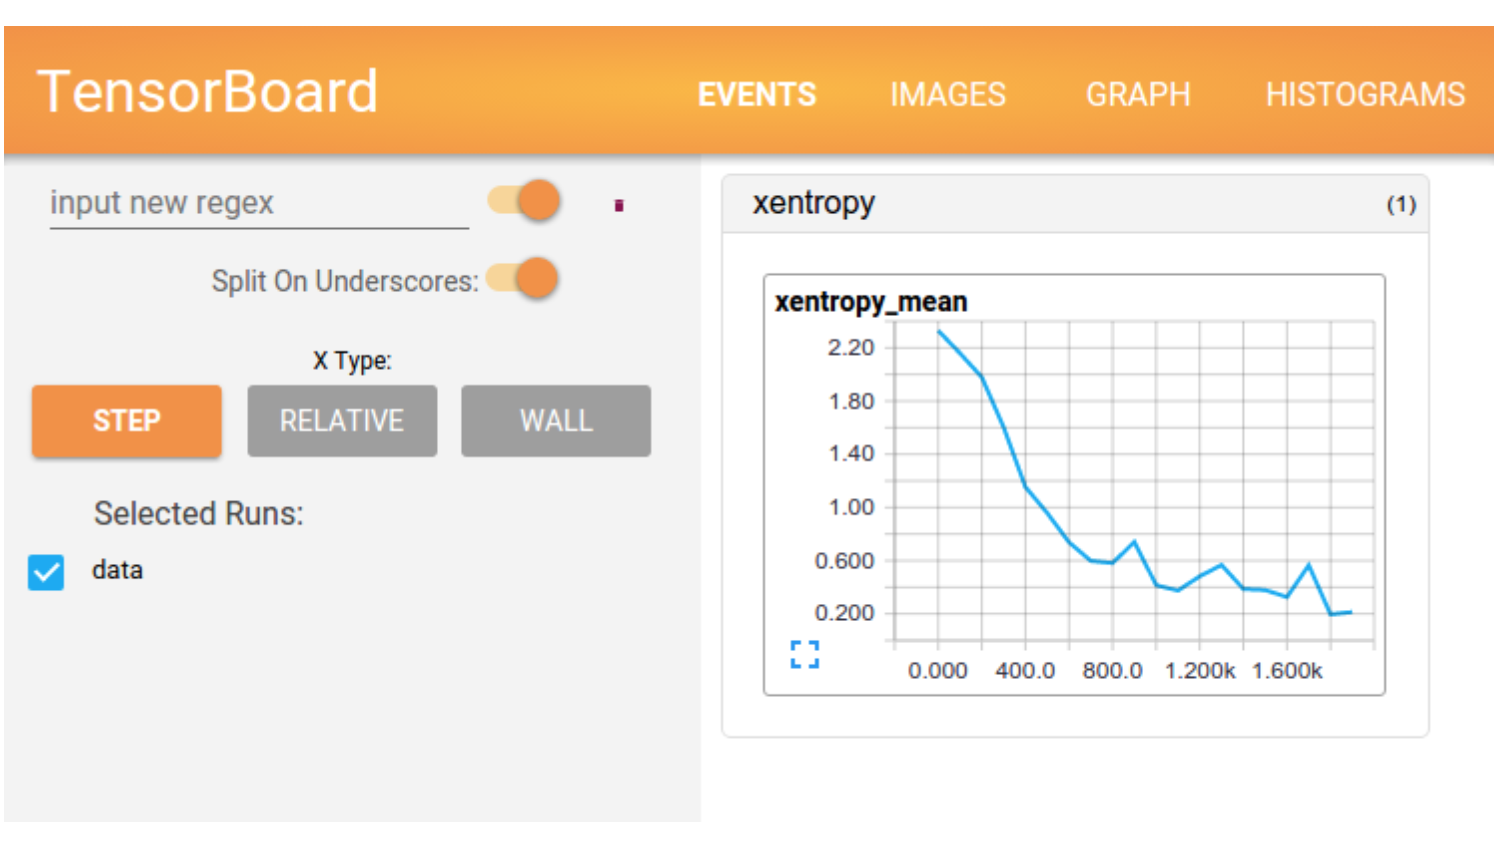 TensorBoard
EVENTS IMAGES GRAPH HISTOGRAMS
input new regex
Split On Underscores:
X Type:
STEP RELATIVE WALL
Selected Runs:
data
xentropy (1)
xentropy_mean
2.20
1.80
1.40
1.00
0.600
0.200
0.000 400.0 800.0 1.200k 1.600k